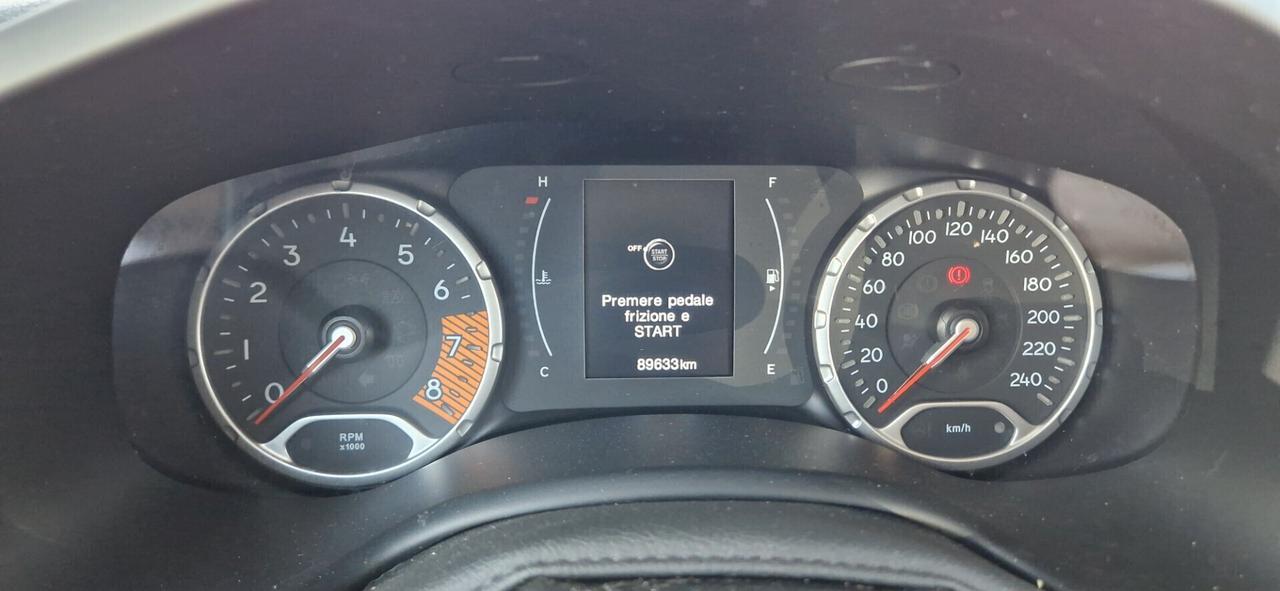 0
1
2
3
4
5
6
7
8
RPM
x1000
H
C
OFF
START
STOP
Premere pedale
frizione e
START
89633km
F
E
0
20
40
60
80
100
120
140
160
180
200
220
240
km/h